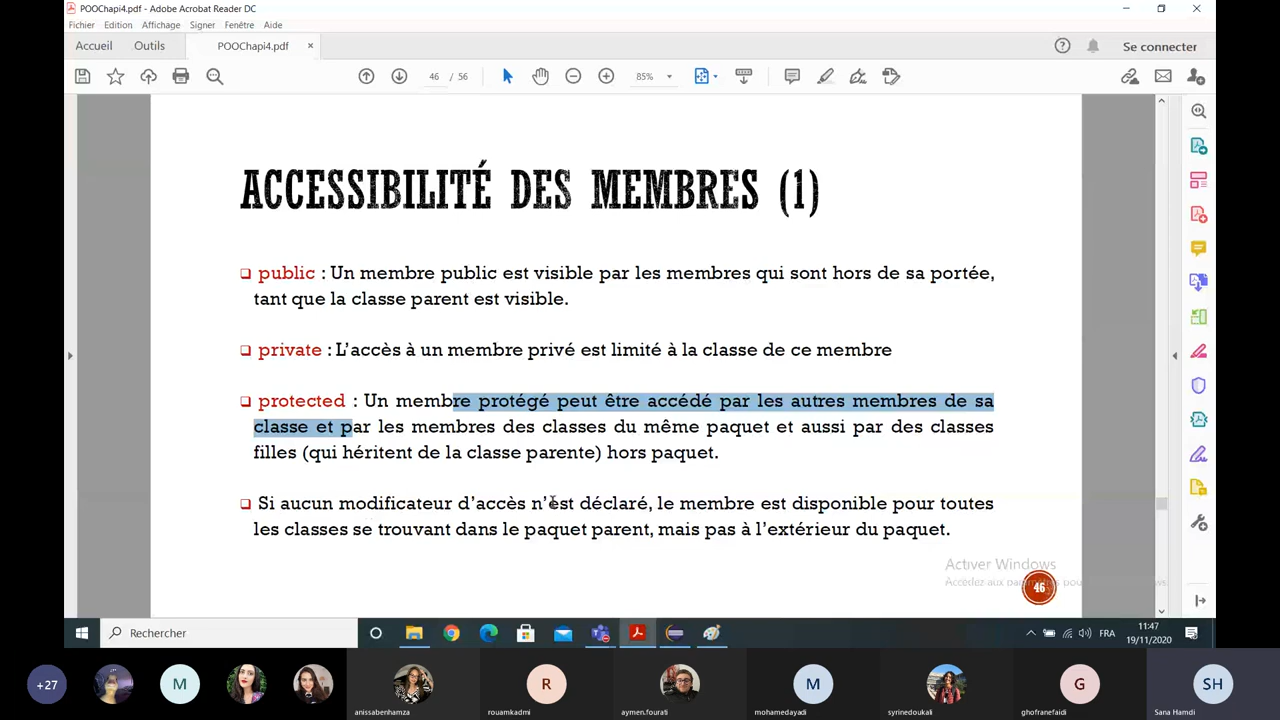 POOChapi4.pdf - Adobe Acrobat Reader DC
Fichier Edition Affichage Signer Fenêtre Aide
Accueil Outils POOChapi4.pdf × Se connecter
46 / 56 85%
ACCESSIBILITÉ DES MEMBRES (1)
public : Un membre public est visible par les membres qui sont hors de sa portée,
tant que la classe parent est visible.
private : L'accès à un membre privé est limité à la classe de ce membre
protected : Un membre protégé peut être accédé par les autres membres de sa
classe et par les membres des classes du même paquet et aussi par des classes
filles (qui héritent de la classe parente) hors paquet.
Si aucun modificateur d'accès n'est déclaré, le membre est disponible pour toutes
les classes se trouvant dans le paquet parent, mais pas à l'extérieur du paquet.
Activer Windows
Accédez aux paramètres pou
46
Rechercher
FRA
11:47
19/11/2020
+27 M R M G SH
anissabenhamza rouamkadmi aymen.fourati mohamedayadi syrinedoukali ghofranefaidi Sana Hamdi